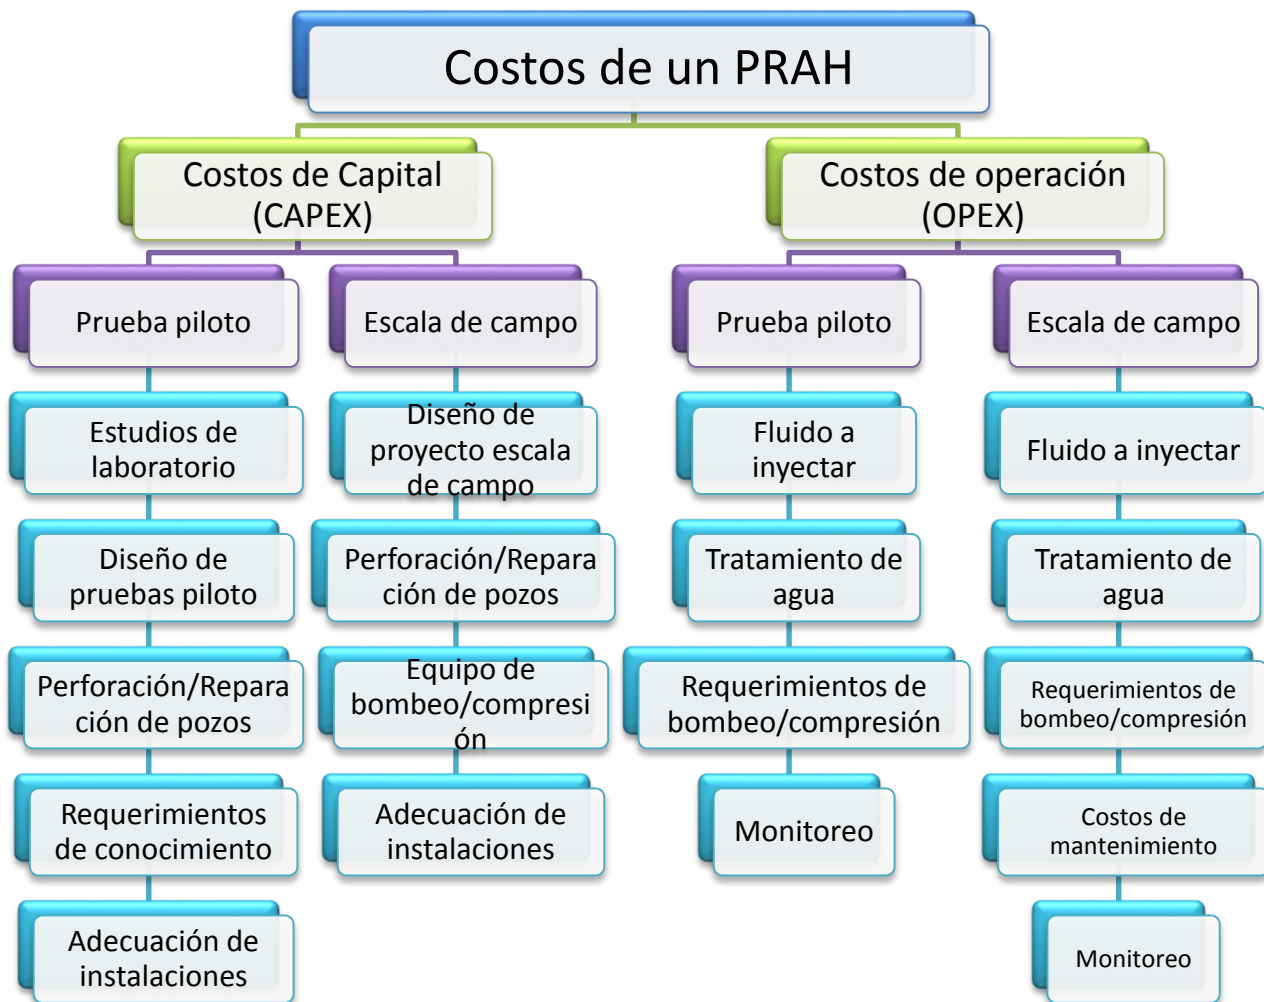 Costos de un PRAH
Costos de Capital
(CAPEX)
Costos de operación
(OPEX)
Prueba piloto
Escala de campo
Prueba piloto
Escala de campo
Estudios de
laboratorio
Diseño de
proyecto escala
de campo
Fluido a
inyectar
Fluido a inyectar
Diseño de
pruebas piloto
Perforación/Repara
ción de pozos
Tratamiento de
agua
Tratamiento de
agua
Perforación/Repara
ción de pozos
Equipo de
bombeo/compresi
ón
Requerimientos de
bombeo/compresión
Requerimientos de
bombeo/compresión
Requerimientos
de conocimiento
Adecuación de
instalaciones
Monitoreo
Costos de
mantenimiento
Adecuación de
instalaciones
Monitoreo